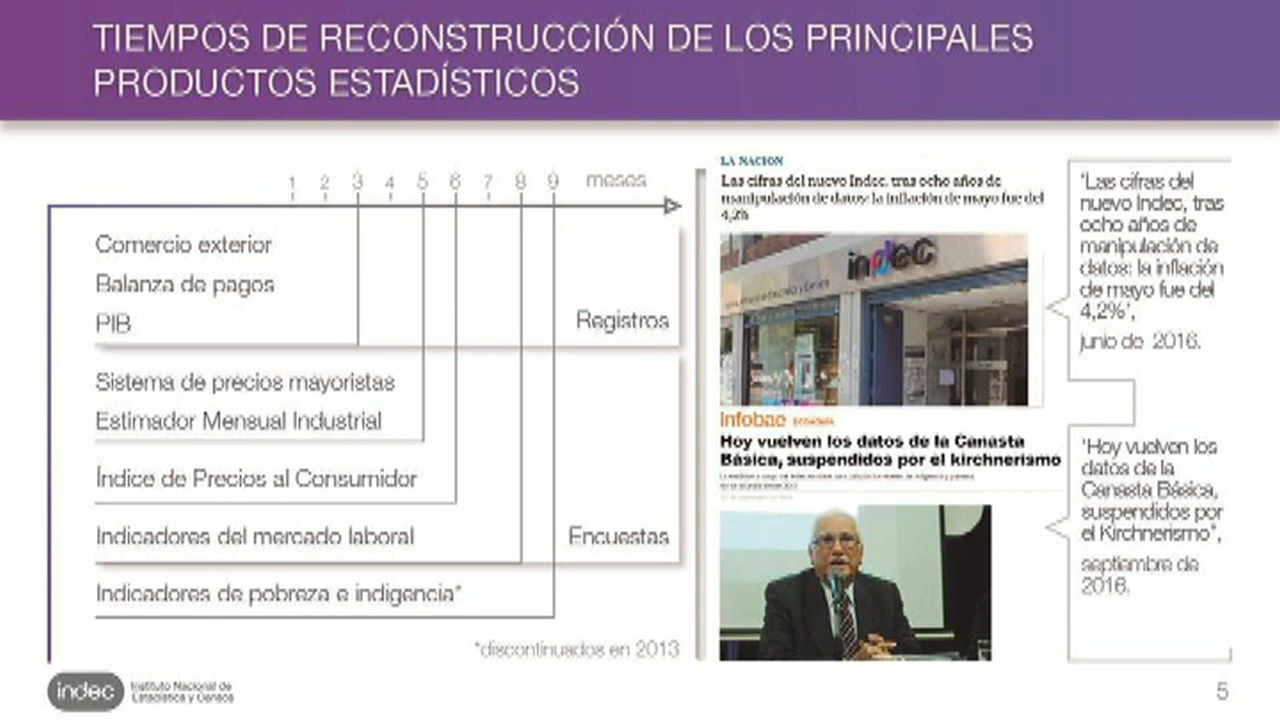 TIEMPOS DE RECONSTRUCCIÓN DE LOS PRINCIPALES
PRODUCTOS ESTADÍSTICOS
1 2 3 4 5 6 7 8 9 meses
Comercio exterior
Balanza de pagos
PIB
Registros
Sistema de precios mayoristas
Estimador Mensual Industrial
Índice de Precios al Consumidor
Indicadores del mercado laboral
Encuestas
Indicadores de pobreza e indigencia*
*discontinuados en 2013
LA NACION
Las cifras del nuevo Indec, tras ocho años de
manipulación de datos: la inflación de mayo fue del
4,2%
indec
infobae ECONOMÍA
Hoy vuelven los datos de la Canasta
Básica, suspendidos por el kirchnerismo
"Las cifras del
nuevo Indec, tras
ocho años de
manipulación de
datos: la inflación
de mayo fue del
4,2%",
junio de 2016.
"Hoy vuelven los
datos de la
Canasta Básica,
suspendidos por
el Kirchnerismo",
septiembre de
2016.
indec
Instituto Nacional de
Estadística y Censos
5